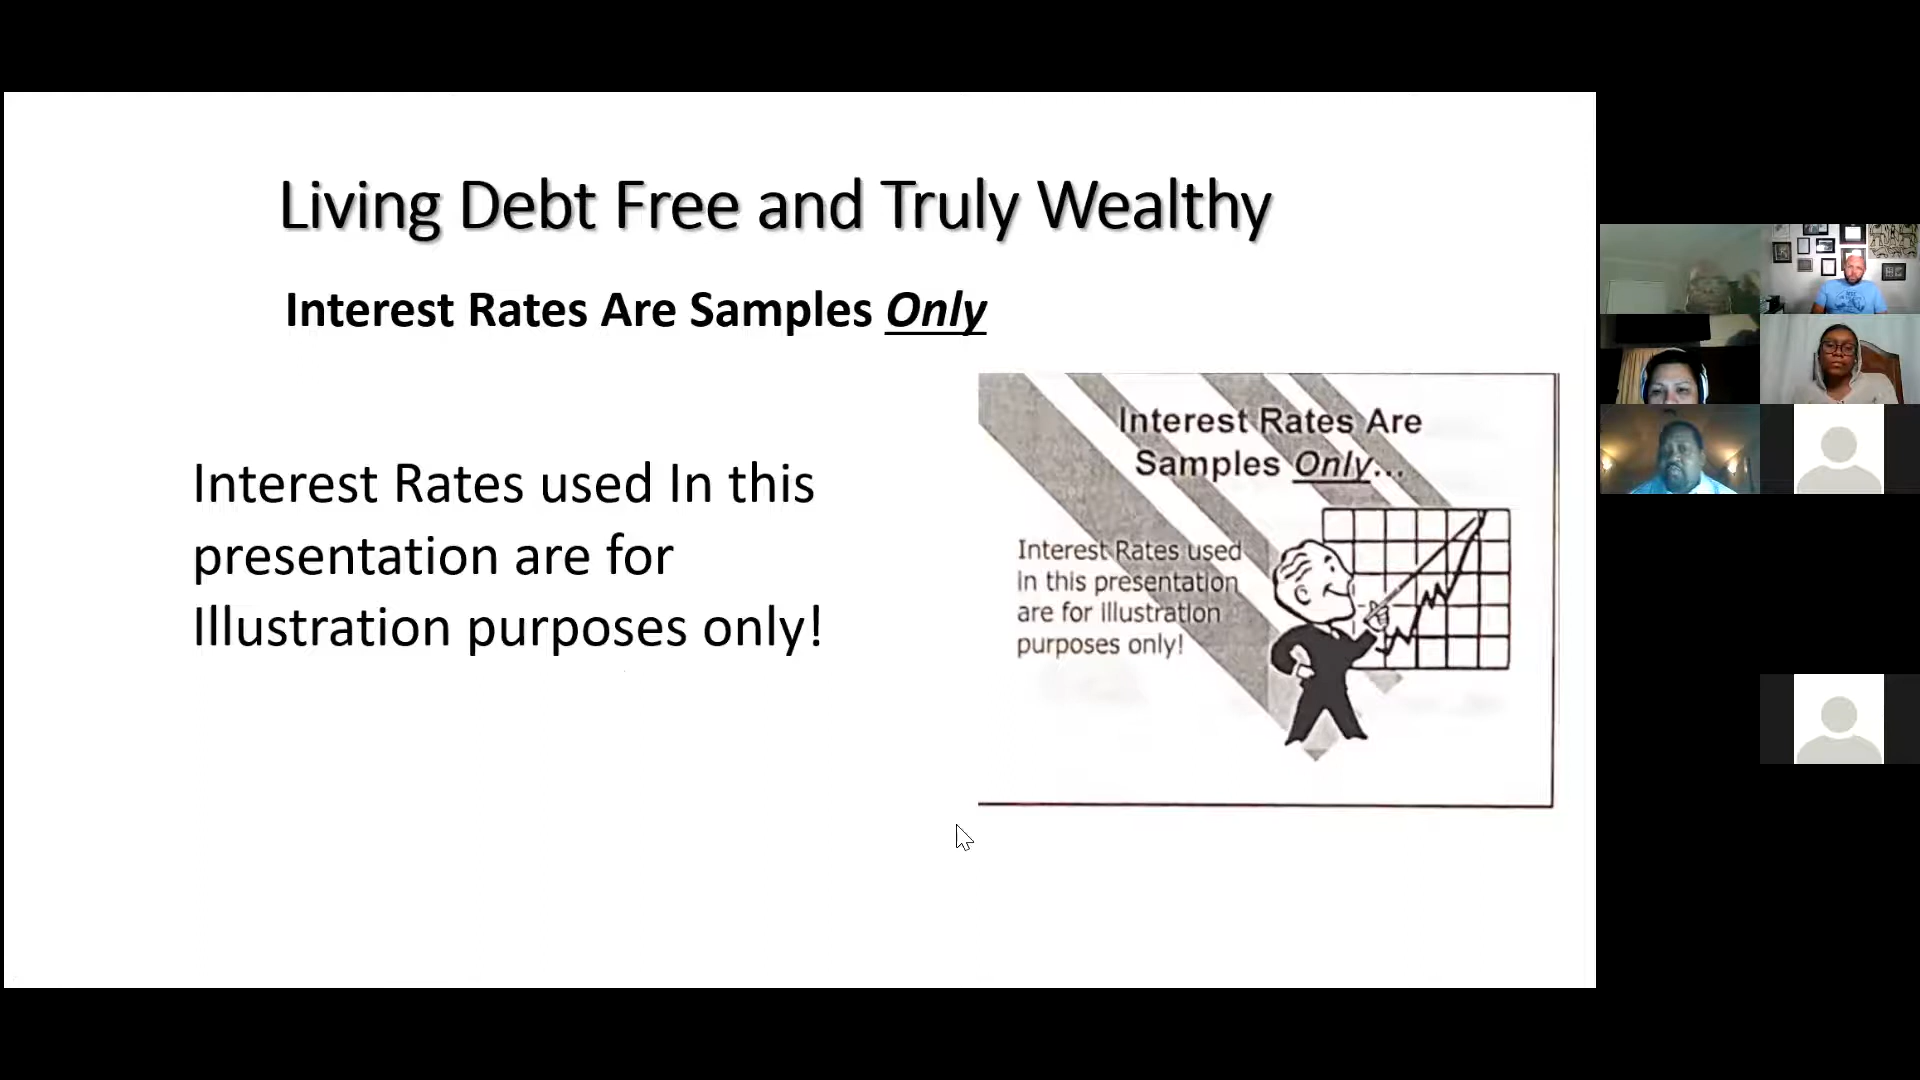 Living Debt Free and Truly Wealthy
Interest Rates Are Samples Only
Interest Rates used In this
presentation are for
Illustration purposes only!
Interest Rates Are
Samples Only...
Interest Rates used
in this presentation
are for illustration
purposes only!